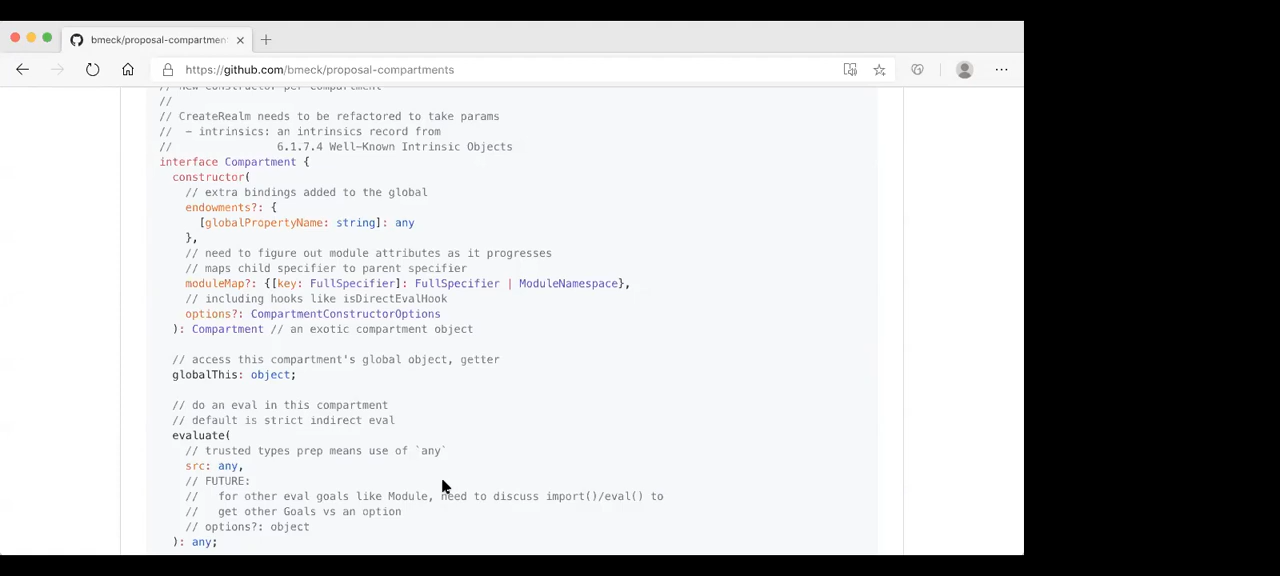 bmeck/proposal-compartmen
https://github.com/bmeck/proposal-compartments
// New constructor per Compartment
//
// CreateRealm needs to be refactored to take params
//  - intrinsics: an intrinsics record from
//                6.1.7.4 Well-Known Intrinsic Objects
interface Compartment {
  constructor(
    // extra bindings added to the global
    endowments?: {
      [globalPropertyName: string]: any
    },
    // need to figure out module attributes as it progresses
    // maps child specifier to parent specifier
    moduleMap?: {[key: FullSpecifier]: FullSpecifier | ModuleNamespace},
    // including hooks like isDirectEvalHook
    options?: CompartmentConstructorOptions
  ): Compartment // an exotic compartment object
  // access this compartment's global object, getter
  globalThis: object;
  // do an eval in this compartment
  // default is strict indirect eval
  evaluate(
    // trusted types prep means use of `any`
    src: any,
    // FUTURE:
    //   for other eval goals like Module, need to discuss import()/eval() to
    //   get other Goals vs an option
    // options?: object
  ): any;